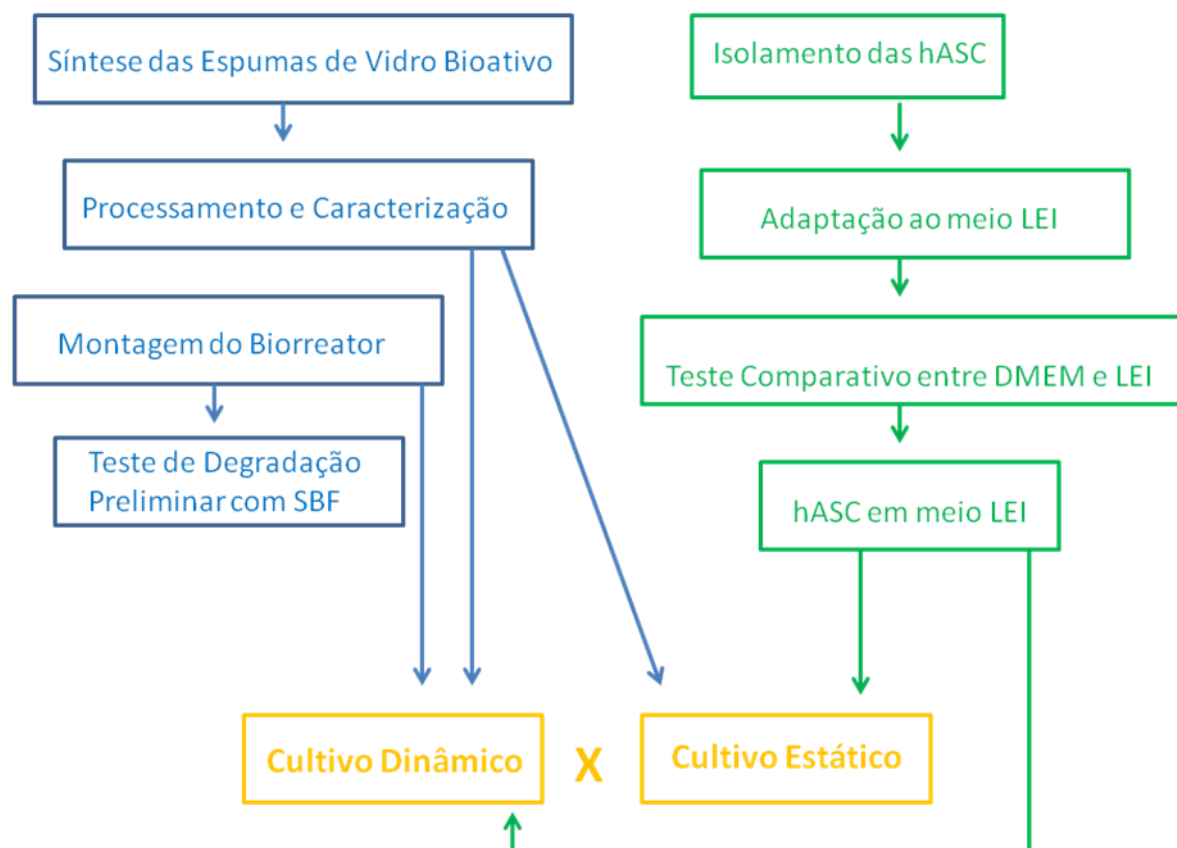 Síntese das Espumas de Vidro Bioativo
Processamento e Caracterização
Montagem do Biorreator
Teste de Degradação
Preliminar com SBF
Isolamento das hASC
Adaptação ao meio LEI
Teste Comparativo entre DMEM e LEI
hASC em meio LEI
Cultivo Dinâmico X Cultivo Estático